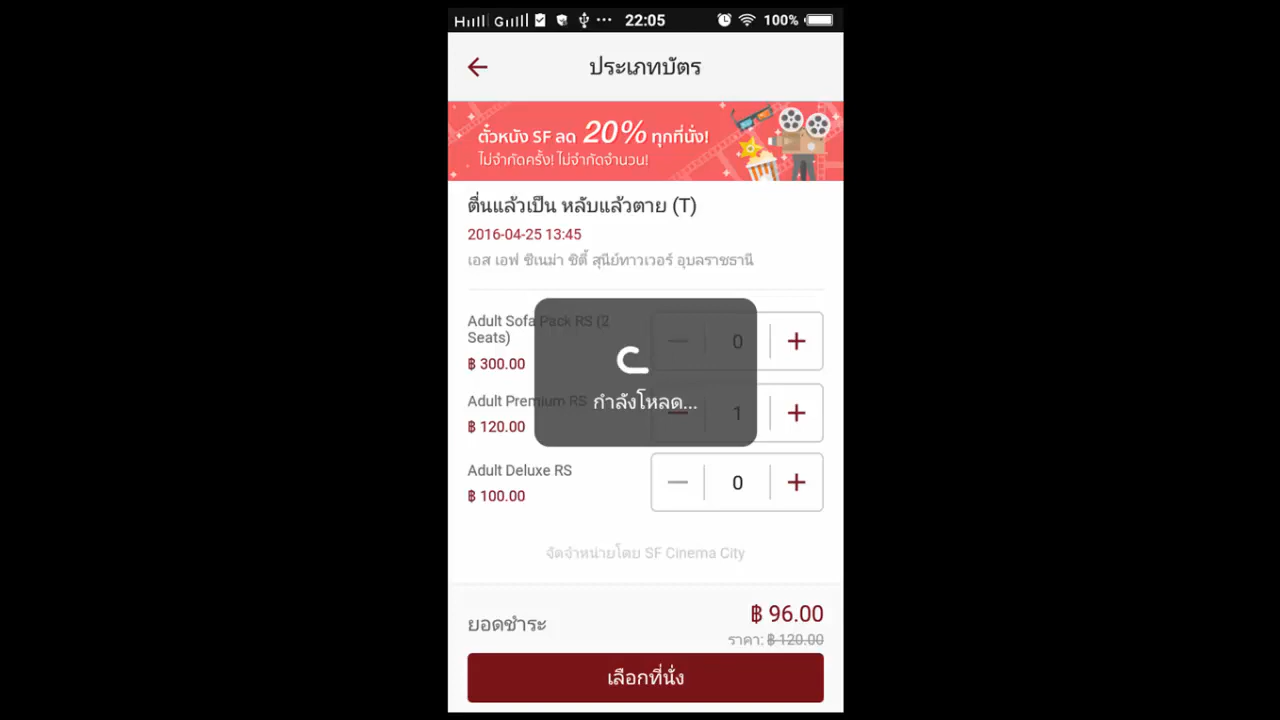 22:05
100%
ประเภทบัตร
ตั๋วหนัง SF ลด 20% ทุกที่นั่ง!
ไม่จำกัดครั้ง! ไม่จำกัดจำนวน!
ตื่นแล้วเป็น หลับแล้วตาย (T)
2016-04-25 13:45
เอส เอฟ ซีเนม่า ซิตี้ สุนีย์ทาวเวอร์ อุบลราชธานี
Adult Sofa Pack RS (2
Seats)
฿ 300.00
0
กำลังโหลด...
Adult Premium RS
฿ 120.00
1
Adult Deluxe RS
฿ 100.00
0
จัดจำหน่ายโดย SF Cinema City
ยอดชำระ
฿ 96.00
ราคา: ฿ 120.00
เลือกที่นั่ง